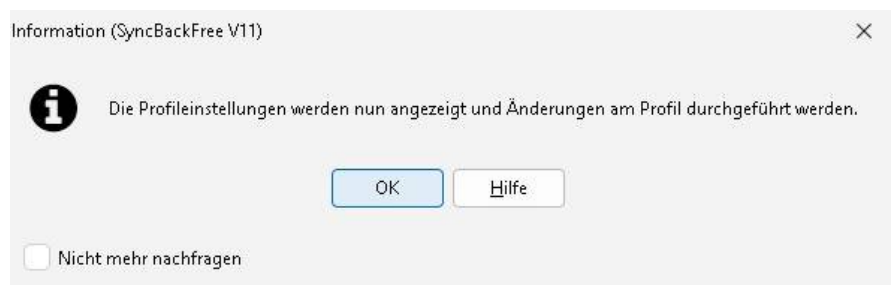 Information (SyncBackFree V11)
Die Profileinstellungen werden nun angezeigt und Änderungen am Profil durchgeführt werden.
OK Hilfe
Nicht mehr nachfragen